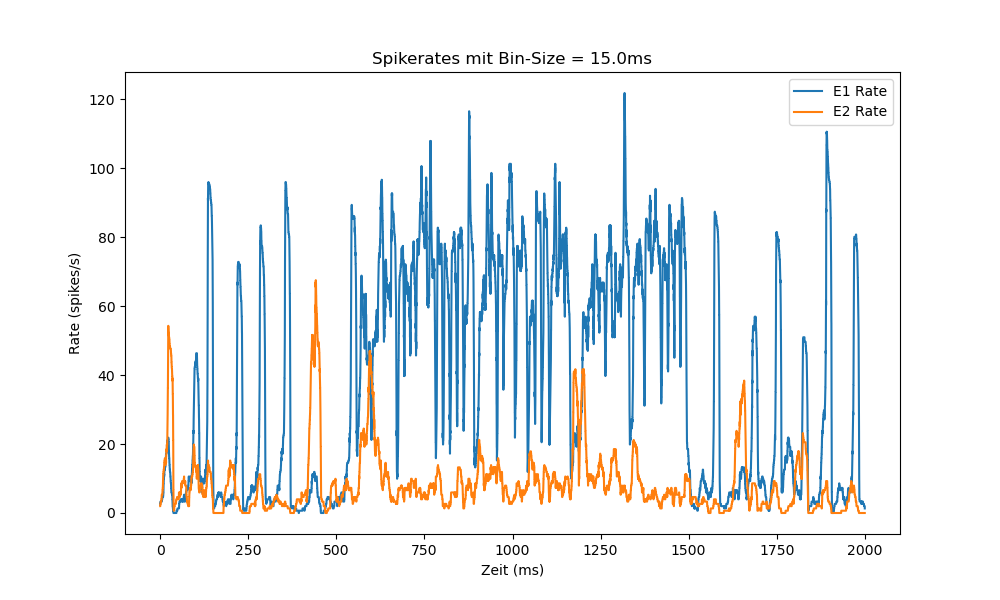 Spikerates mit Bin-Size = 15.0ms
E1 Rate
E2 Rate
Rate (spikes/s)
120
100
80
60
40
20
0
0 250 500 750 1000 1250 1500 1750 2000
Zeit (ms)